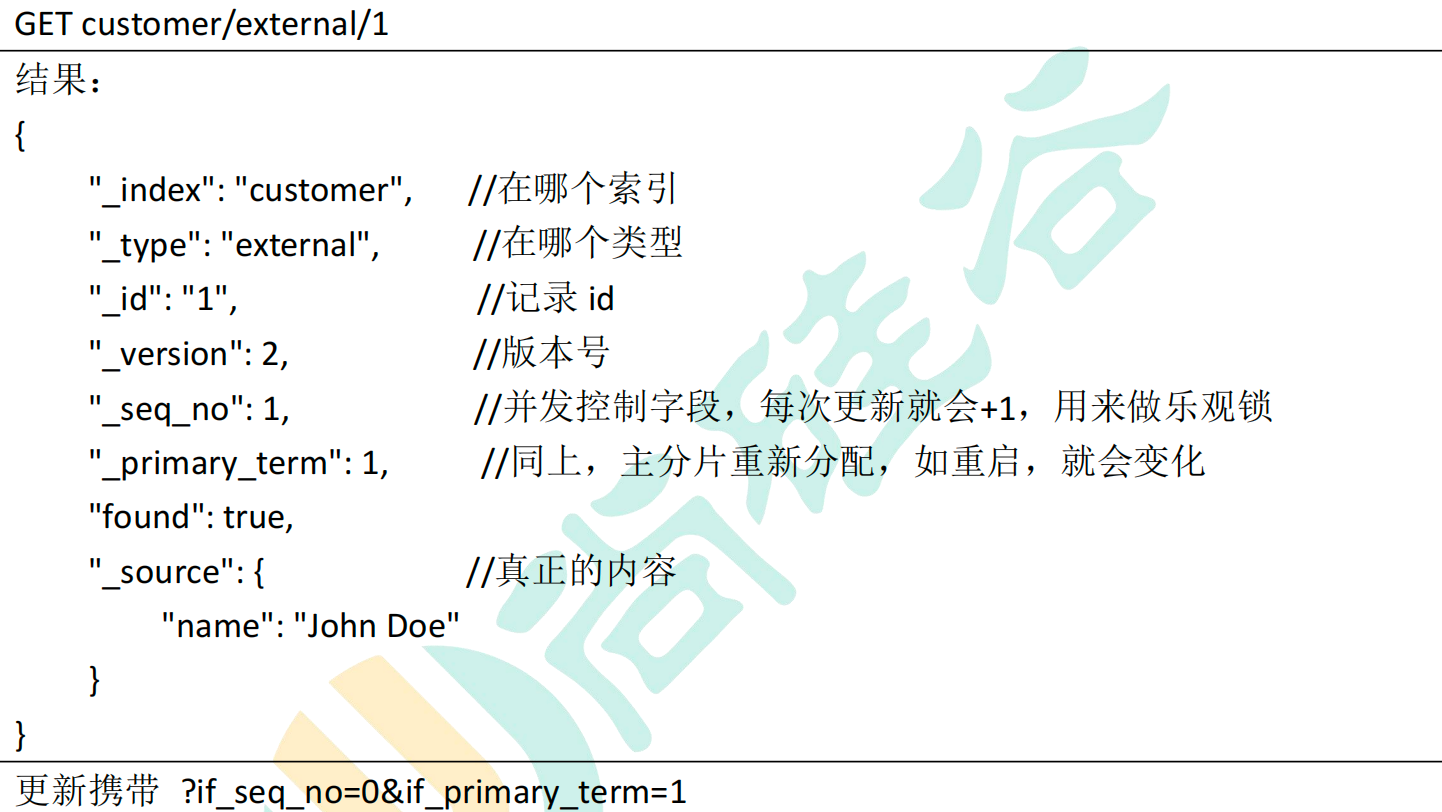 GET customer/external/1
结果：
{
"_index": "customer", //在哪个索引
"_type": "external", //在哪个类型
"_id": "1", //记录 id
"_version": 2, //版本号
"_seq_no": 1, //并发控制字段，每次更新就会+1，用来做乐观锁
"_primary_term": 1, //同上，主分片重新分配，如重启，就会变化
"found": true,
"_source": { //真正的内容
"name": "John Doe"
}
}
更新携带 ?if_seq_no=0&if_primary_term=1
尚硅谷